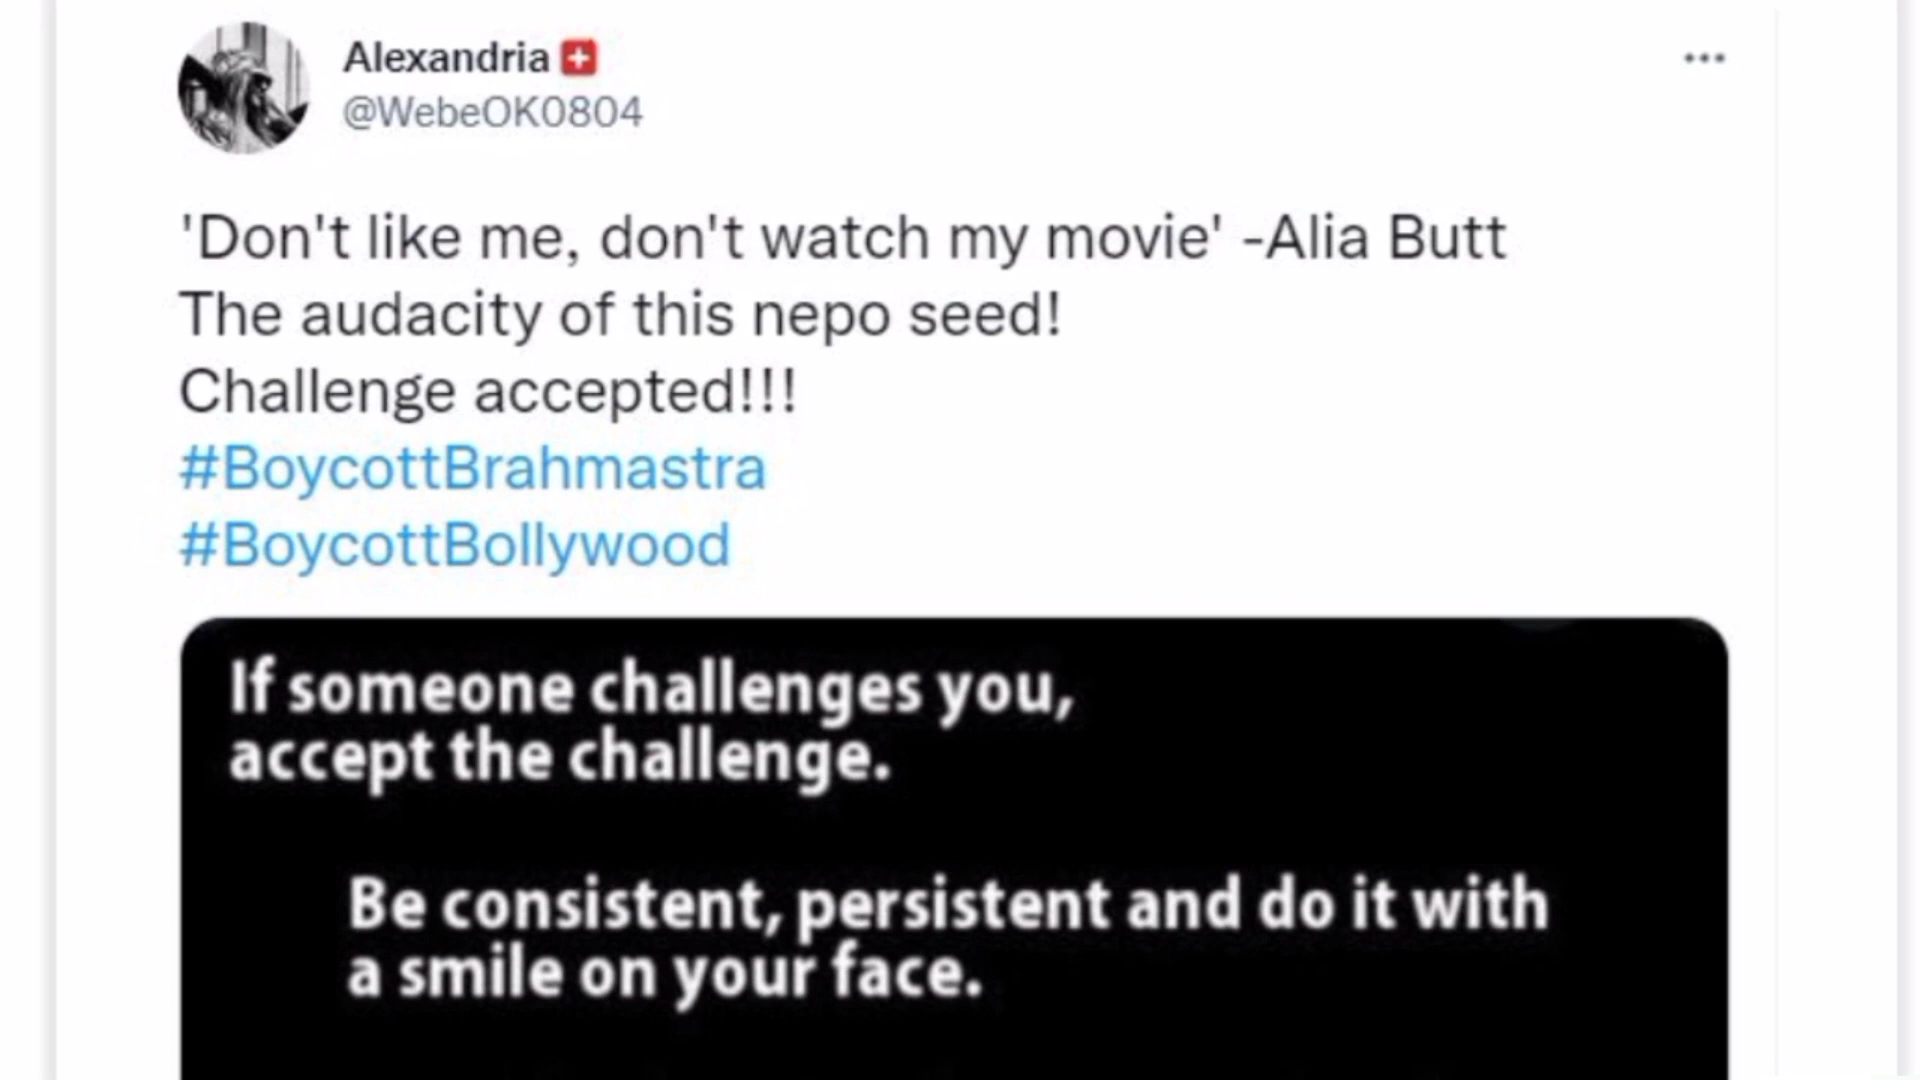 Alexandria
@WebeOK0804
'Don't like me, don't watch my movie' -Alia Butt
The audacity of this nepo seed!
Challenge accepted!!!
#BoycottBrahmastra
#BoycottBollywood
If someone challenges you,
accept the challenge.
Be consistent, persistent and do it with
a smile on your face.